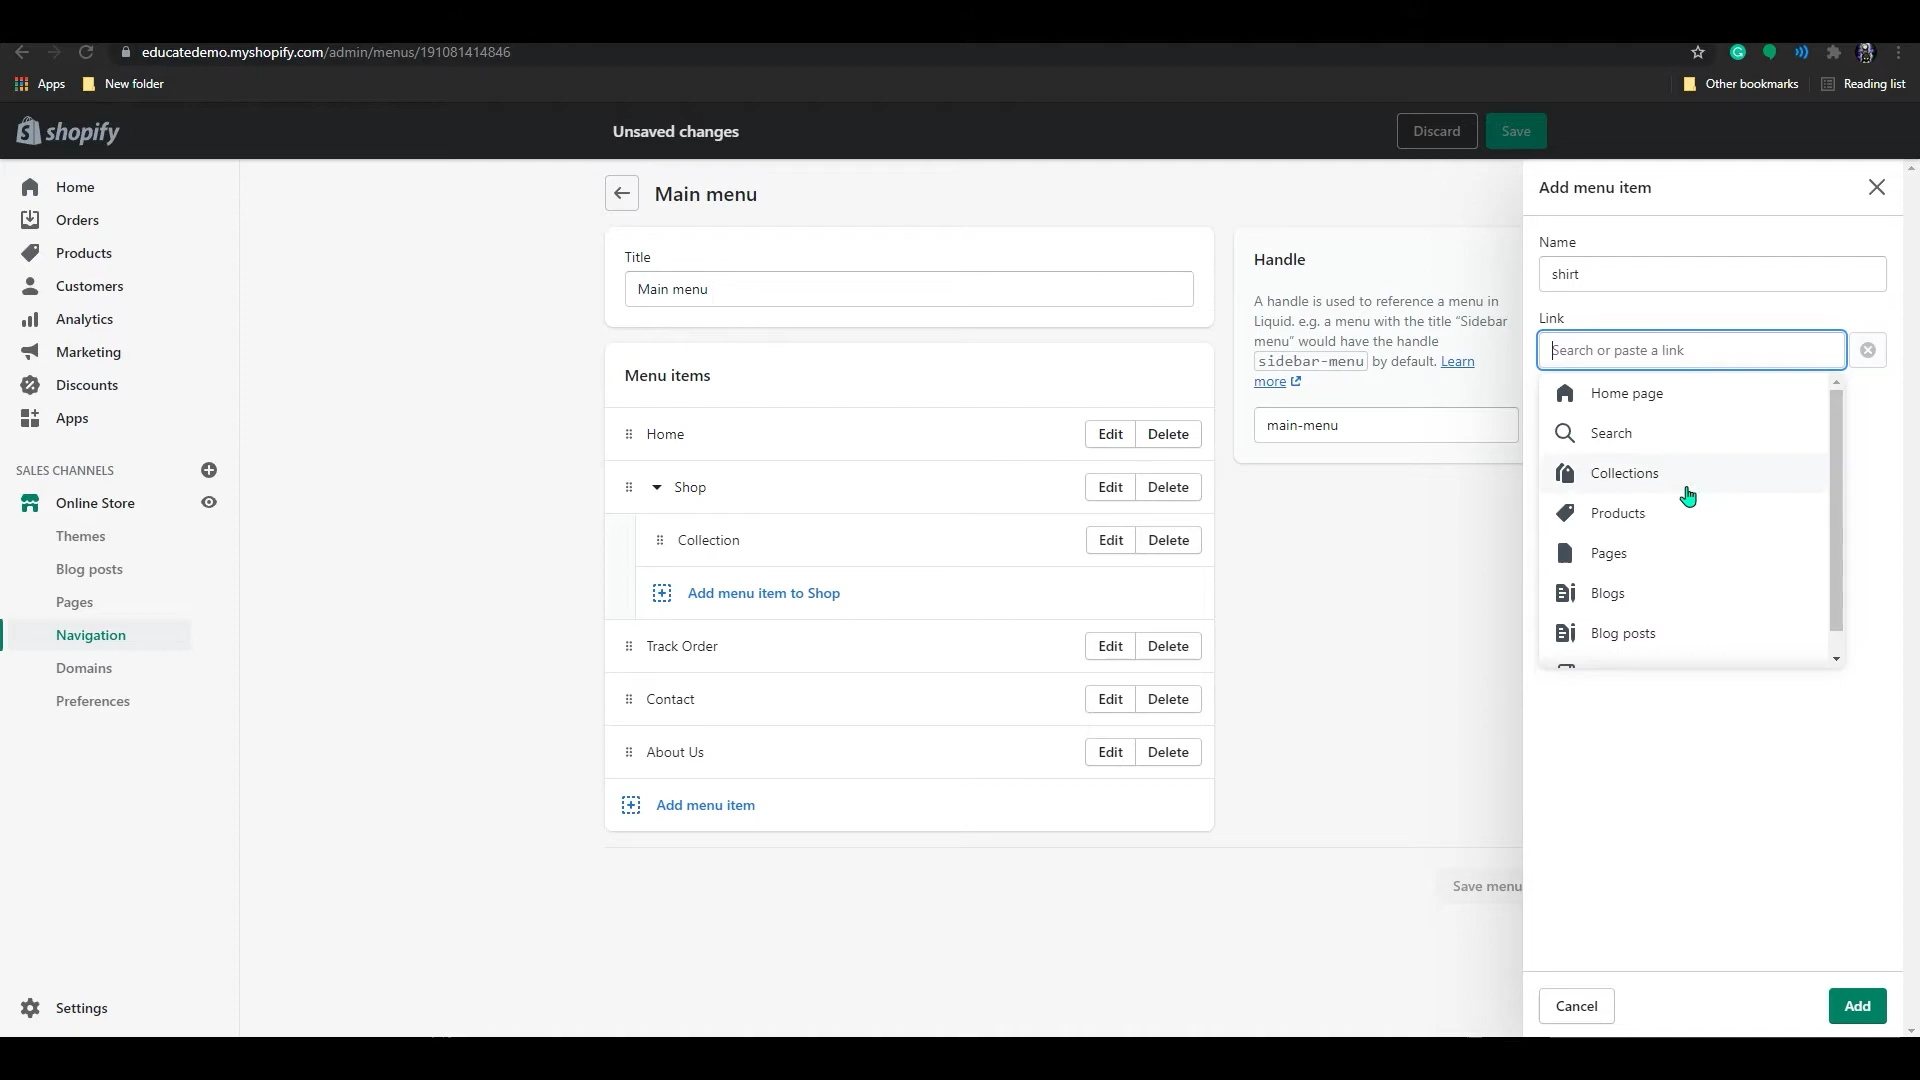 educatedemo.myshopify.com/admin/menus/191081414846
Apps
New folder
Other bookmarks
Reading list
shopify
Unsaved changes
Discard
Save
Home
Orders
Products
Customers
Analytics
Marketing
Discounts
Apps
SALES CHANNELS
Online Store
Themes
Blog posts
Pages
Navigation
Domains
Preferences
Settings
Main menu
Title
Main menu
Menu items
Home
Edit
Delete
Shop
Edit
Delete
Collection
Edit
Delete
Add menu item to Shop
Track Order
Edit
Delete
Contact
Edit
Delete
About Us
Edit
Delete
Add menu item
Save menu
Handle
A handle is used to reference a menu in
Liquid. e.g. a menu with the title “Sidebar
menu” would have the handle
sidebar-menu by default. Learn
more
main-menu
Add menu item
Name
shirt
Link
Search or paste a link
Home page
Search
Collections
Products
Pages
Blogs
Blog posts
Cancel
Add